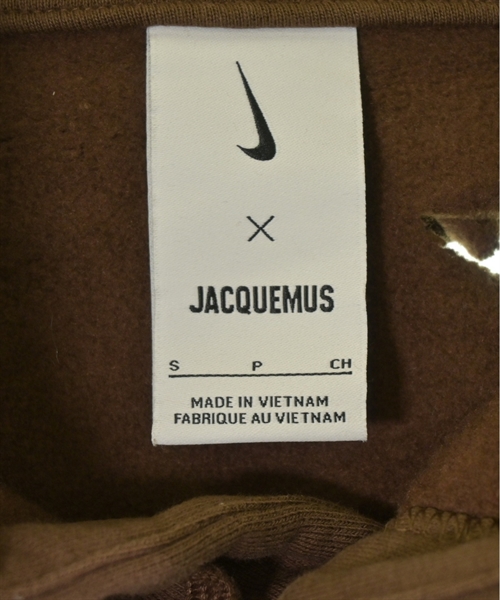 X
JACQUEMUS
S P CH
MADE IN VIETNAM
FABRIQUE AU VIETNAM